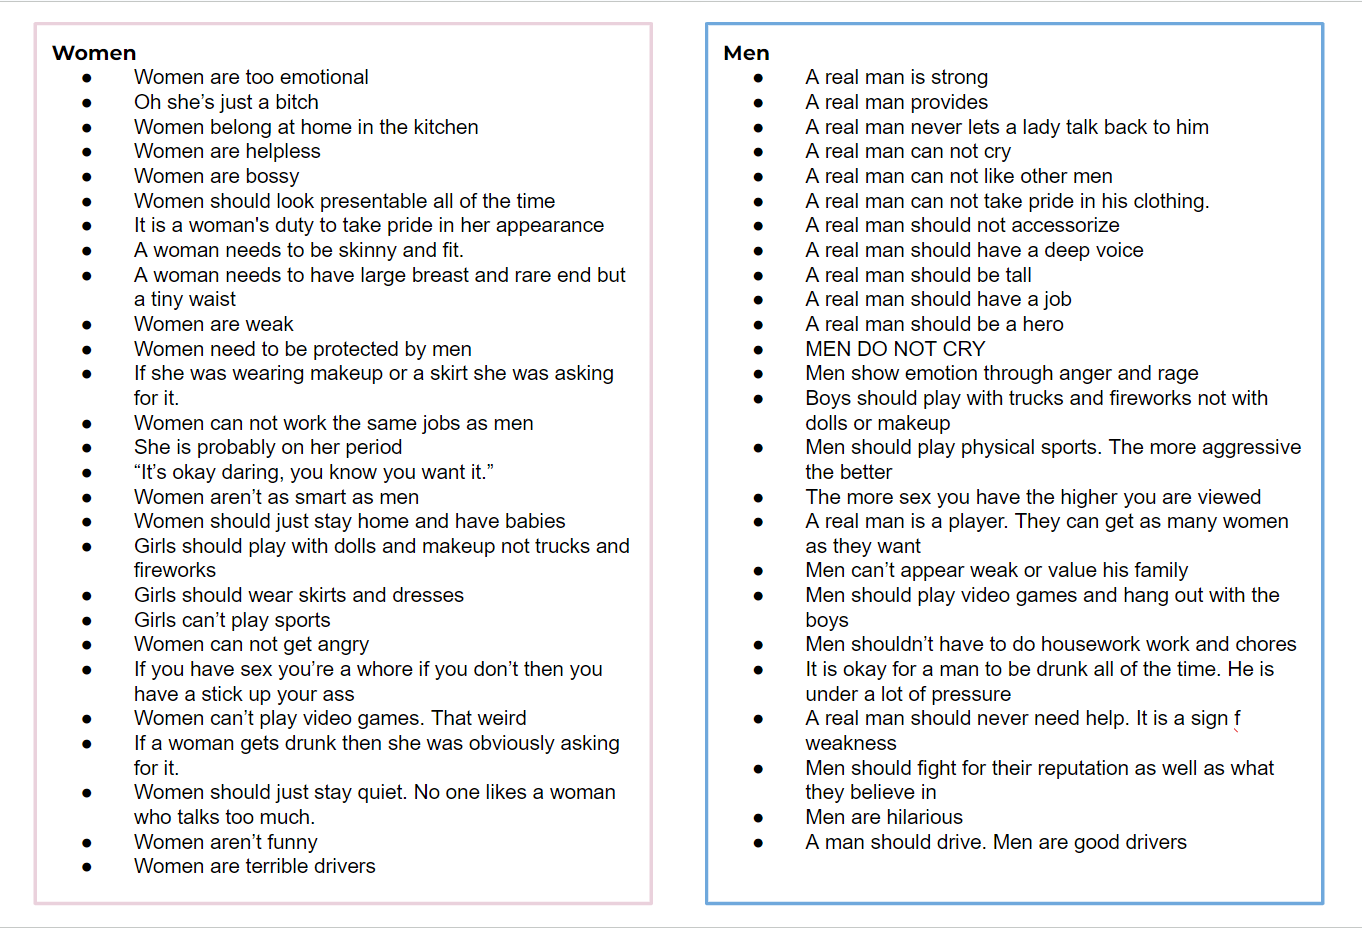 Women
● Women are too emotional
● Oh she’s just a bitch
● Women belong at home in the kitchen
● Women are helpless
● Women are bossy
● Women should look presentable all of the time
● It is a woman's duty to take pride in her appearance
● A woman needs to be skinny and fit.
● A woman needs to have large breast and rare end but
a tiny waist
● Women are weak
● Women need to be protected by men
● If she was wearing makeup or a skirt she was asking
for it.
● Women can not work the same jobs as men
● She is probably on her period
● “It’s okay daring, you know you want it.”
● Women aren’t as smart as men
● Women should just stay home and have babies
● Girls should play with dolls and makeup not trucks and
fireworks
● Girls should wear skirts and dresses
● Girls can’t play sports
● Women can not get angry
● If you have sex you’re a whore if you don’t then you
have a stick up your ass
● Women can’t play video games. That weird
● If a woman gets drunk then she was obviously asking
for it.
● Women should just stay quiet. No one likes a woman
who talks too much.
● Women aren’t funny
● Women are terrible drivers
Men
● A real man is strong
● A real man provides
● A real man never lets a lady talk back to him
● A real man can not cry
● A real man can not like other men
● A real man can not take pride in his clothing.
● A real man should not accessorize
● A real man should have a deep voice
● A real man should be tall
● A real man should have a job
● A real man should be a hero
● MEN DO NOT CRY
● Men show emotion through anger and rage
● Boys should play with trucks and fireworks not with
dolls or makeup
● Men should play physical sports. The more aggressive
the better
● The more sex you have the higher you are viewed
● A real man is a player. They can get as many women
as they want
● Men can’t appear weak or value his family
● Men should play video games and hang out with the
boys
● Men shouldn’t have to do housework work and chores
● It is okay for a man to be drunk all of the time. He is
under a lot of pressure
● A real man should never need help. It is a sign f
weakness
● Men should fight for their reputation as well as what
they believe in
● Men are hilarious
● A man should drive. Men are good drivers